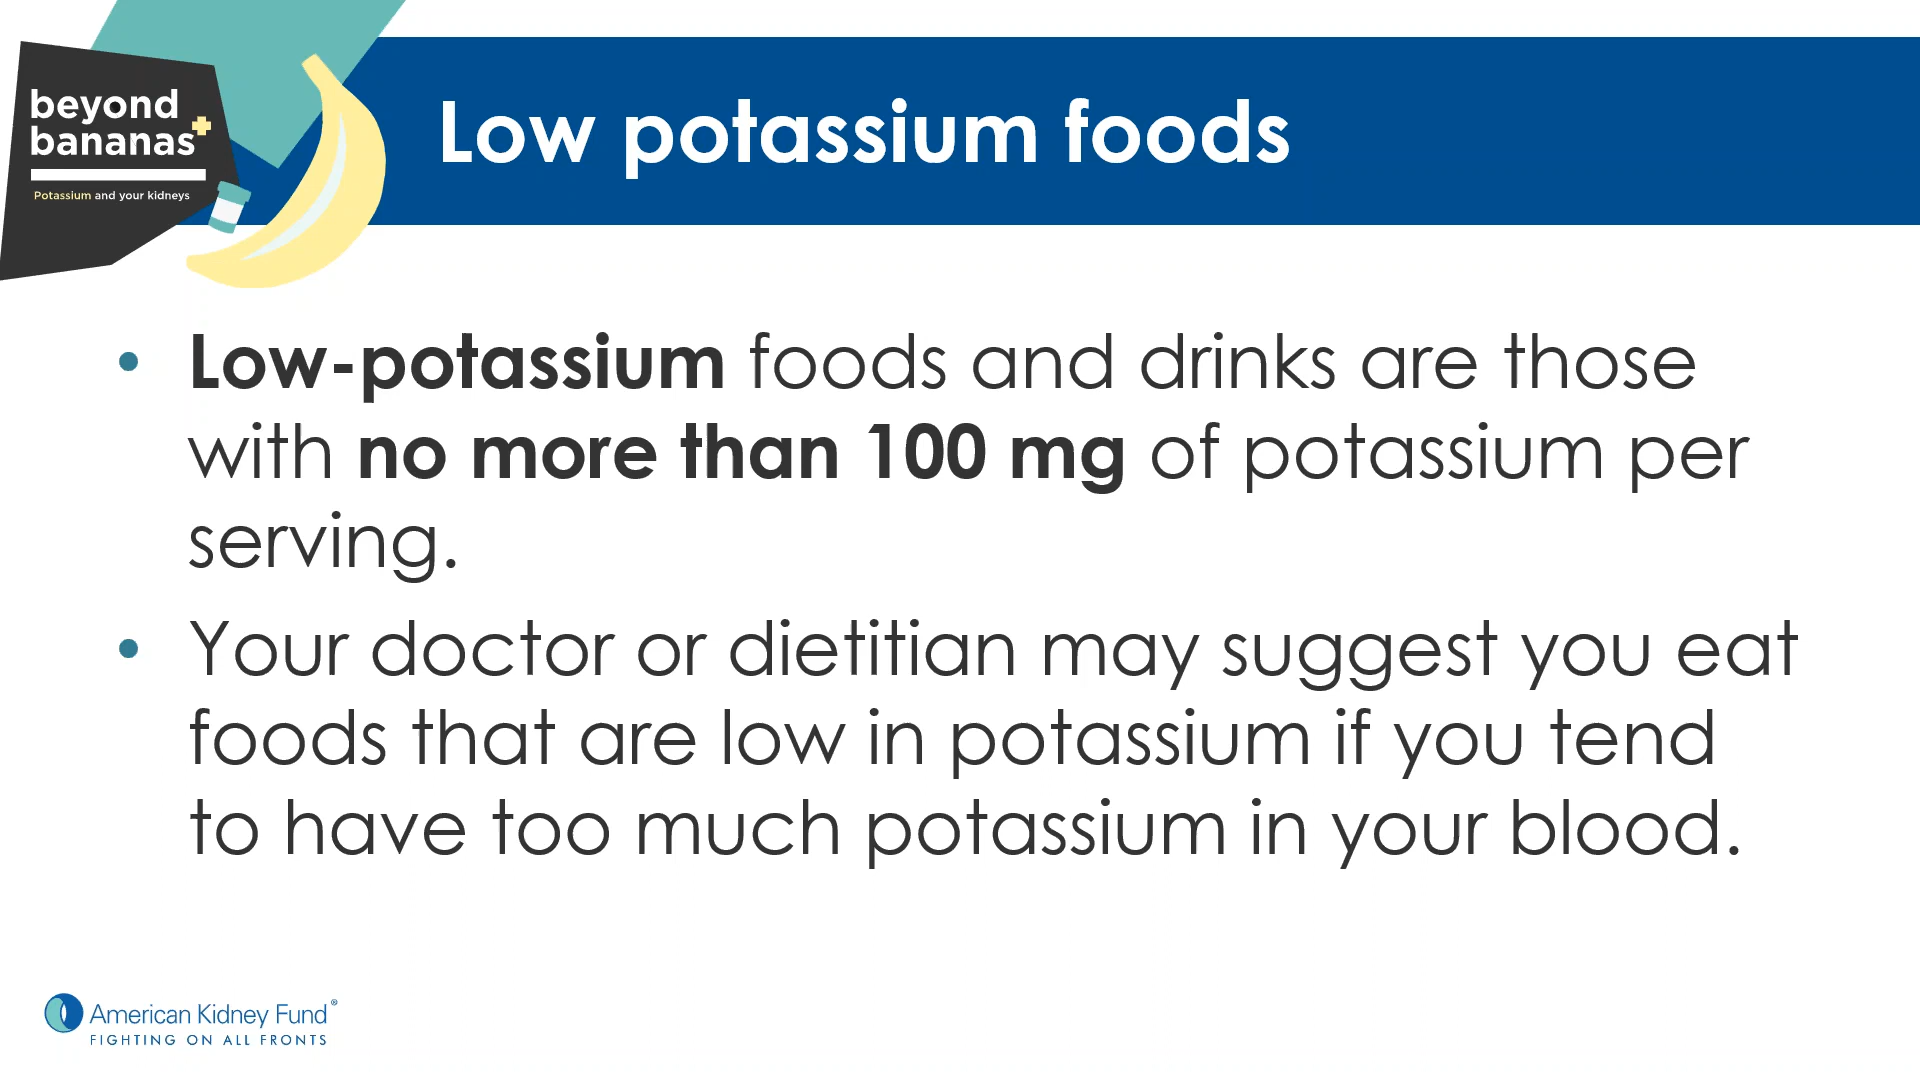 beyond
bananas
Potassium and your kidneys
Low potassium foods
• Low-potassium foods and drinks are those
with no more than 100 mg of potassium per
serving.
• Your doctor or dietitian may suggest you eat
foods that are low in potassium if you tend
to have too much potassium in your blood.
American Kidney Fund®
FIGHTING ON ALL FRONTS